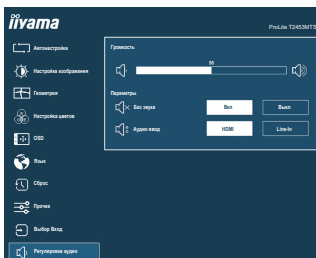 iiyama
ProLite T2453MTS
Автонастройка
Настройка изображения
Геометрия
Настройка цветов
OSD
Язык
Сброс
Прочее
Выбор Входа
Регулировка аудио
Громкость
50
Параметры
Без звука
Вкл
Выкл
Аудио вход
HDMI
Line-In